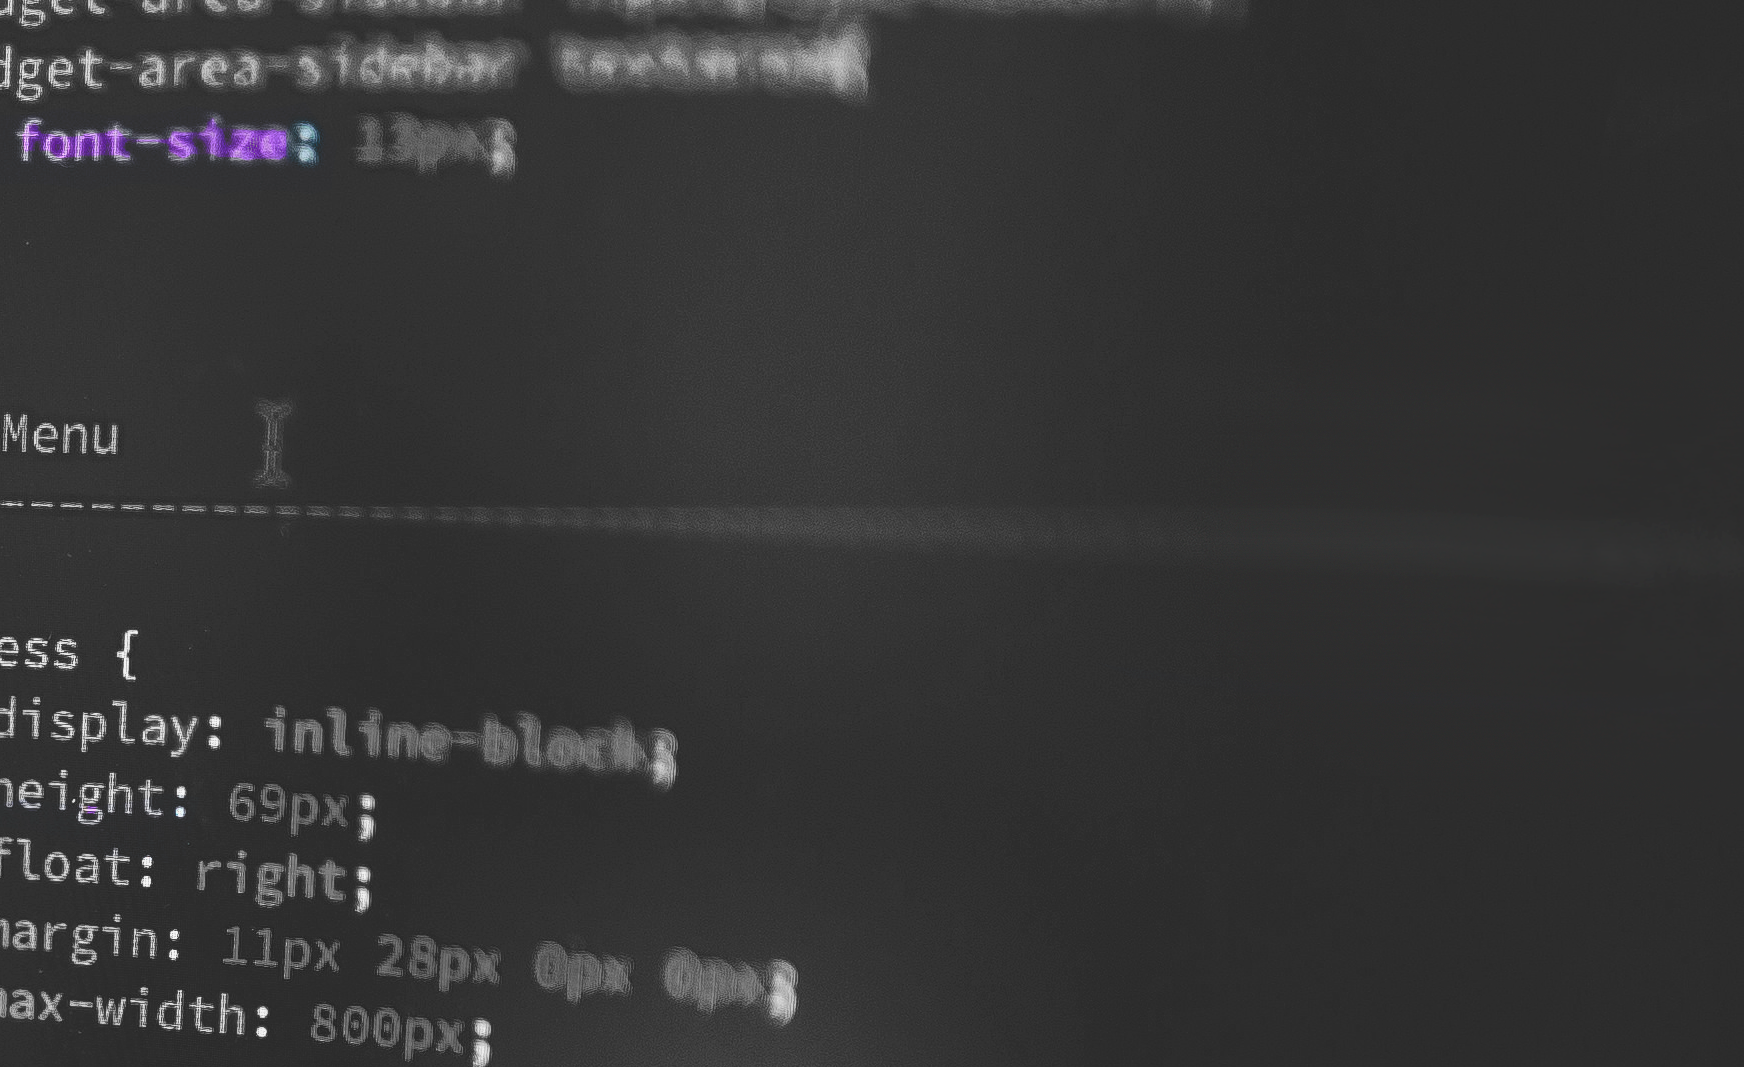 dget-area-sidebar
font-size: 13px;
Menu
--------------------
ess {
display: inline-block;
height: 69px;
float: right;
margin: 11px 28px 0px 0px;
max-width: 800px;